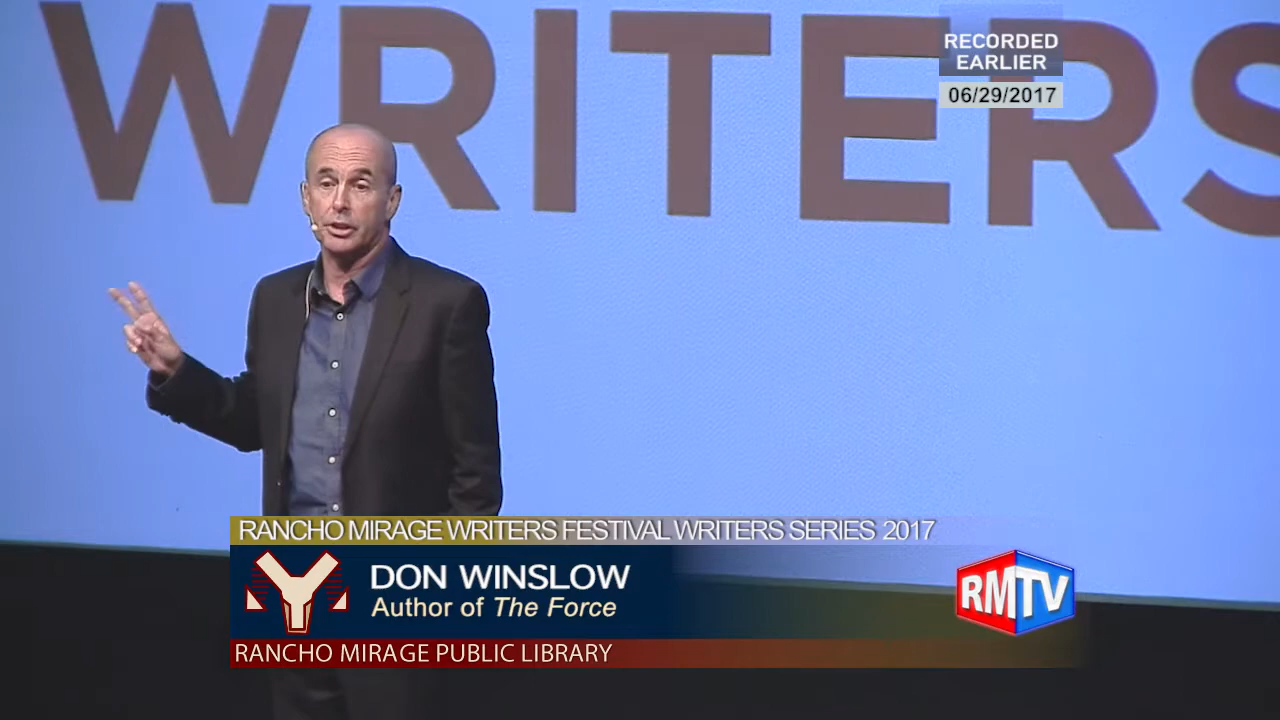 WRITERS
RECORDED
EARLIER
06/29/2017
RANCHO MIRAGE WRITERS FESTIVAL WRITERS SERIES 2017
DON WINSLOW
Author of The Force
RMTV
RANCHO MIRAGE PUBLIC LIBRARY